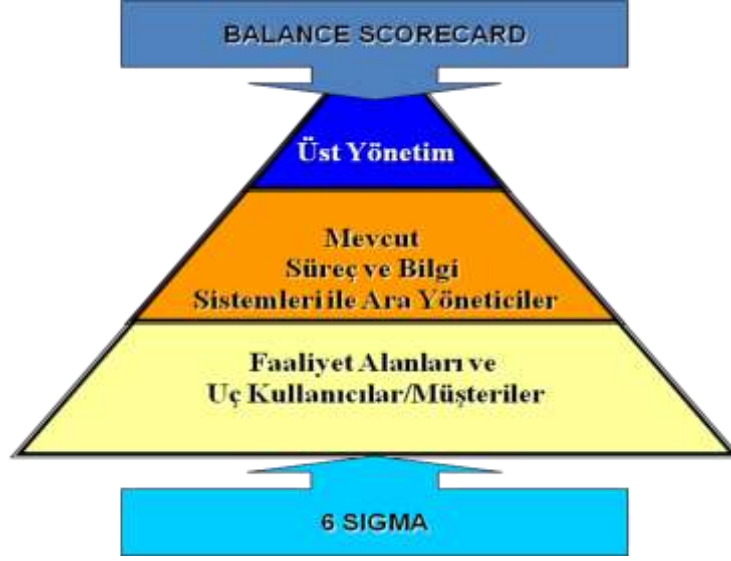 BALANCE SCORECARD
Üst Yönetim
Mevcut
Süreç ve Bilgi
Sistemleri ile Ara Yöneticiler
Faaliyet Alanları ve
Uç Kullanıcılar/Müşteriler
6 SIGMA